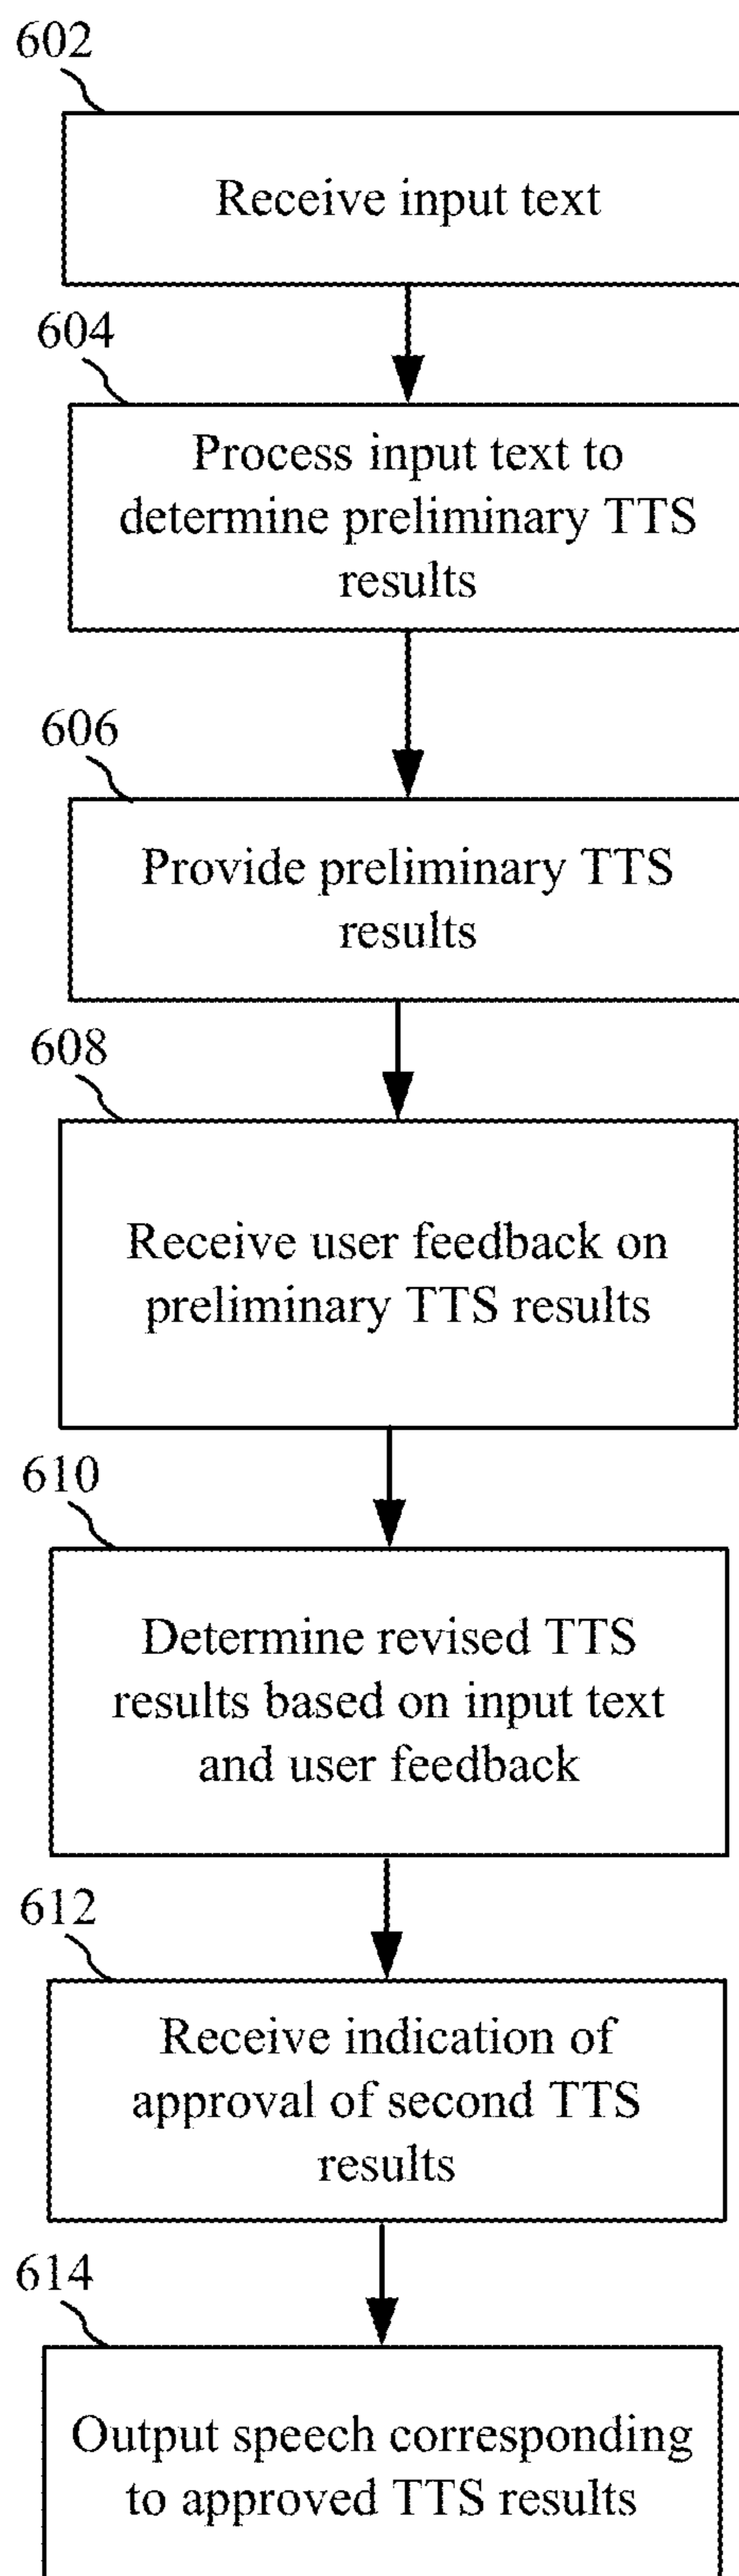 602
Receive input text
604
Process input text to
determine preliminary TTS
results
606
Provide preliminary TTS
results
608
Receive user feedback on
preliminary TTS results
610
Determine revised TTS
results based on input text
and user feedback
612
Receive indication of
approval of second TTS
results
614
Output speech corresponding
to approved TTS results